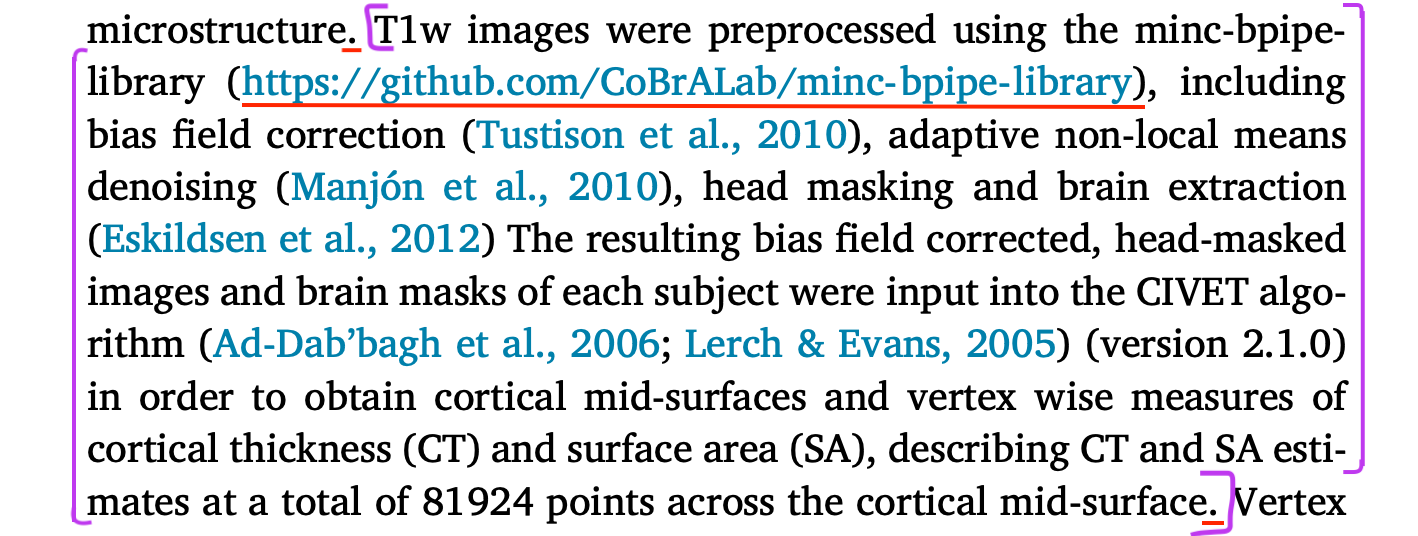 microstructure. T1w images were preprocessed using the minc-bpipe-
library (https://github.com/CoBrALab/minc-bpipe-library), including
bias field correction (Tustison et al., 2010), adaptive non-local means
denoising (Manjón et al., 2010), head masking and brain extraction
(Eskildsen et al., 2012) The resulting bias field corrected, head-masked
images and brain masks of each subject were input into the CIVET algo-
rithm (Ad-Dab’bagh et al., 2006; Lerch & Evans, 2005) (version 2.1.0)
in order to obtain cortical mid-surfaces and vertex wise measures of
cortical thickness (CT) and surface area (SA), describing CT and SA esti-
mates at a total of 81924 points across the cortical mid-surface. Vertex